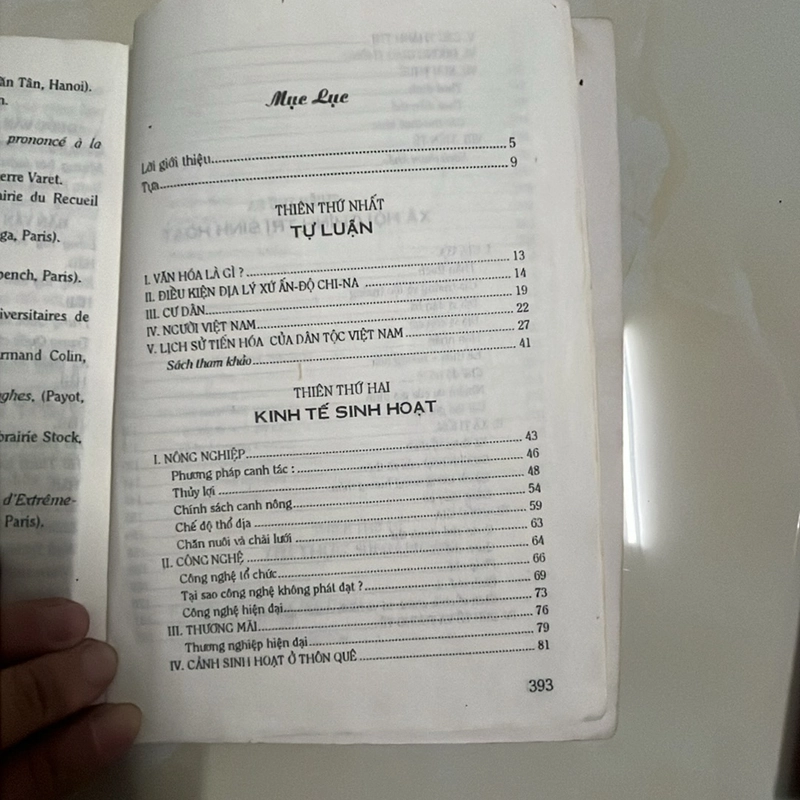 ăn Tân, Hanoi).
n.
prononcé à la
erre Varet.
airie du Recueil
ga, Paris).
bench, Paris).
iversitaires de
rmand Colin,
ghes, (Payot,
brairie Stock,
d'Extrême-
Paris),
Mục Lục
Lời giới thiệu 5
Tựa 9
THIÊN THỨ NHẤT
TỰ LUẬN
I. VĂN HÓA LÀ GÌ ? 13
II. ĐIỀU KIỆN ĐỊA LÝ XỨ ẤN-ĐỘ CHI-NA 14
III. CƯ DÂN 19
IV. NGƯỜI VIỆT NAM 22
V. LỊCH SỬ TIẾN HÓA CỦA DÂN TỘC VIỆT NAM 27
Sách tham khảo 41
THIÊN THỨ HAI
KINH TẾ SINH HOẠT
I. NÔNG NGHIỆP 43
Phương pháp canh tác : 46
Thủy lợi 48
Chính sách canh nông 54
Chế độ thổ địa 59
Chăn nuôi và chài lưới 63
II. CÔNG NGHỆ 64
Công nghệ tổ chức 66
Tại sao công nghệ không phát đạt ? 69
Công nghệ hiện đại 73
III. THƯƠNG MÃI 76
Thương nghiệp hiện đại 79
IV. CẢNH SINH HOẠT Ở THÔN QUÊ 81
393